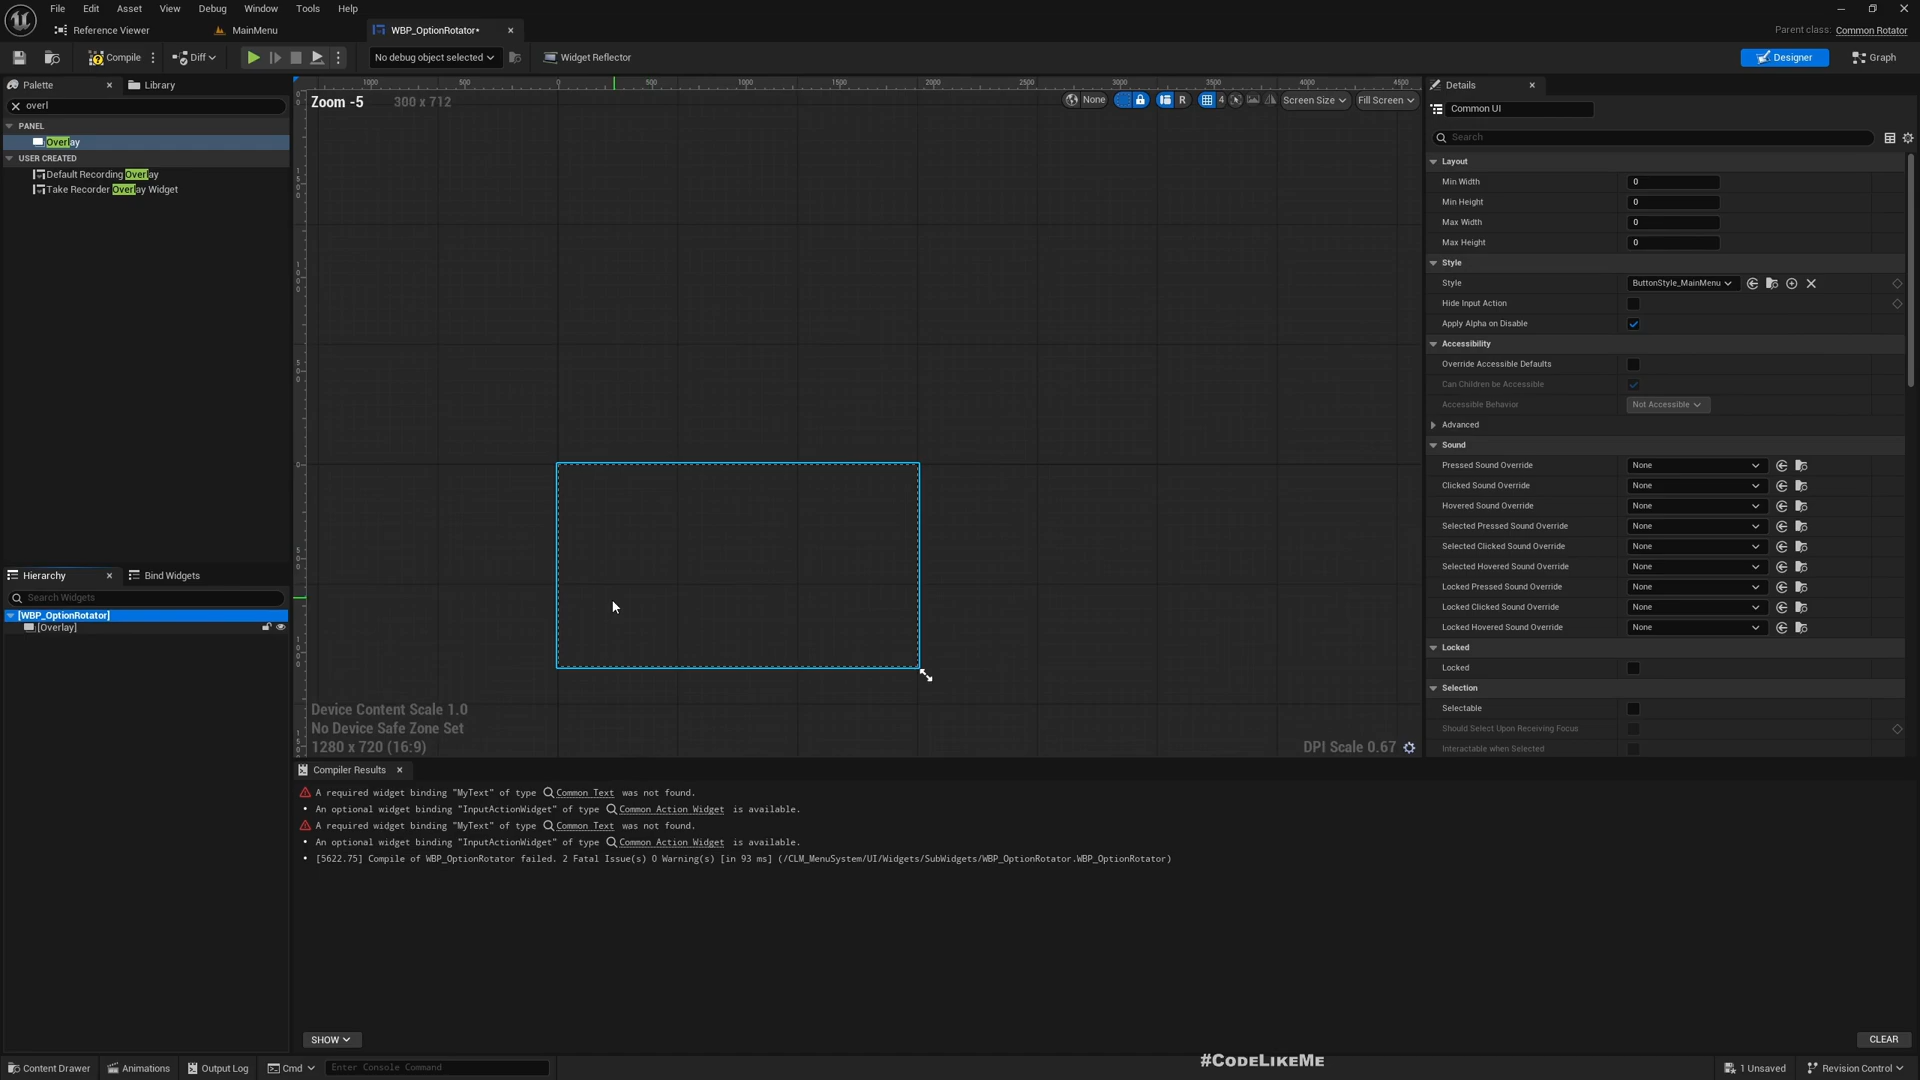 File Edit Asset View Debug Window Tools Help
Reference Viewer MainMenu WBP_OptionRotator* Parent class: Common Rotator
Compile Diff No debug object selected Widget Reflector Designer Graph
Palette Library
overl
PANEL
Overlay
USER CREATED
Default Recording Overlay
Take Recorder Overlay Widget
Hierarchy Bind Widgets
Search Widgets
[WBP_OptionRotator]
[Overlay]
1000 500 0 500 1000 1500 2000 2500 3000 3500 4000 4500
Zoom -5 300 x 712
None R 4 Screen Size Fill Screen
Device Content Scale 1.0
No Device Safe Zone Set
1280 x 720 (16:9)
DPI Scale 0.67
Details
Common UI
Search
Layout
Min Width 0
Min Height 0
Max Width 0
Max Height 0
Style
Style ButtonStyle_MainMenu
Hide Input Action
Apply Alpha on Disable
Accessibility
Override Accessible Defaults
Can Children be Accessible
Accessible Behavior Not Accessible
Advanced
Sound
Pressed Sound Override None
Clicked Sound Override None
Hovered Sound Override None
Selected Pressed Sound Override None
Selected Clicked Sound Override None
Selected Hovered Sound Override None
Locked Pressed Sound Override None
Locked Clicked Sound Override None
Locked Hovered Sound Override None
Locked
Locked
Selection
Selectable
Should Select Upon Receiving Focus
Interactable when Selected
Compiler Results
A required widget binding "MyText" of type Common Text was not found.
• An optional widget binding "InputActionWidget" of type Common Action Widget is available.
A required widget binding "MyText" of type Common Text was not found.
• An optional widget binding "InputActionWidget" of type Common Action Widget is available.
• [5622.75] Compile of WBP_OptionRotator failed. 2 Fatal Issue(s) 0 Warning(s) [in 93 ms] (/CLM_MenuSystem/UI/Widgets/SubWidgets/WBP_OptionRotator.WBP_OptionRotator)
SHOW CLEAR
#CODELIKEME
Content Drawer Animations Output Log Cmd Enter Console Command 1 Unsaved Revision Control